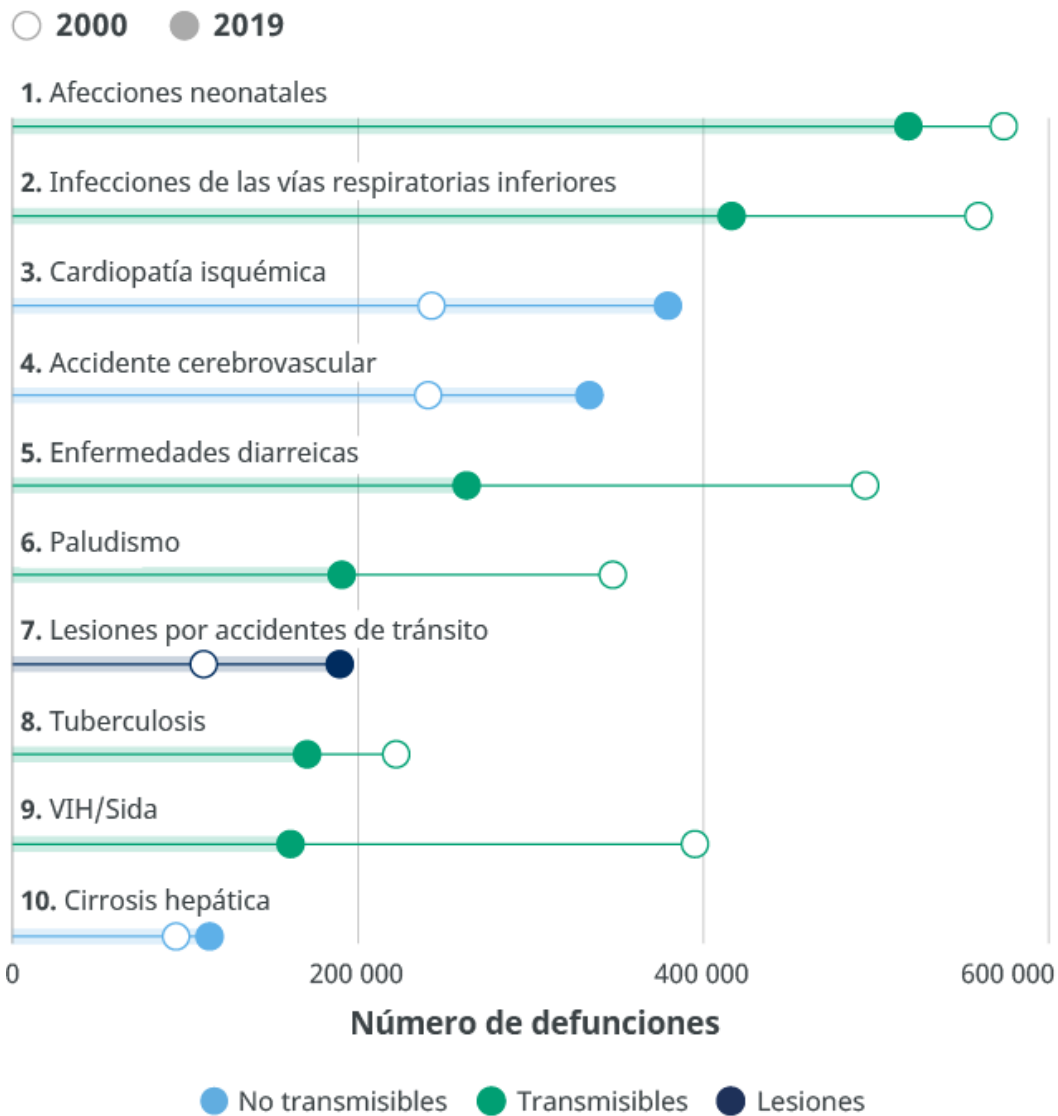 2000 2019
1. Afecciones neonatales
2. Infecciones de las vías respiratorias inferiores
3. Cardiopatía isquémica
4. Accidente cerebrovascular
5. Enfermedades diarreicas
6. Paludismo
7. Lesiones por accidentes de tránsito
8. Tuberculosis
9. VIH/Sida
10. Cirrosis hepática
0 200 000 400 000 600 000
Número de defunciones
No transmisibles Transmisibles Lesiones